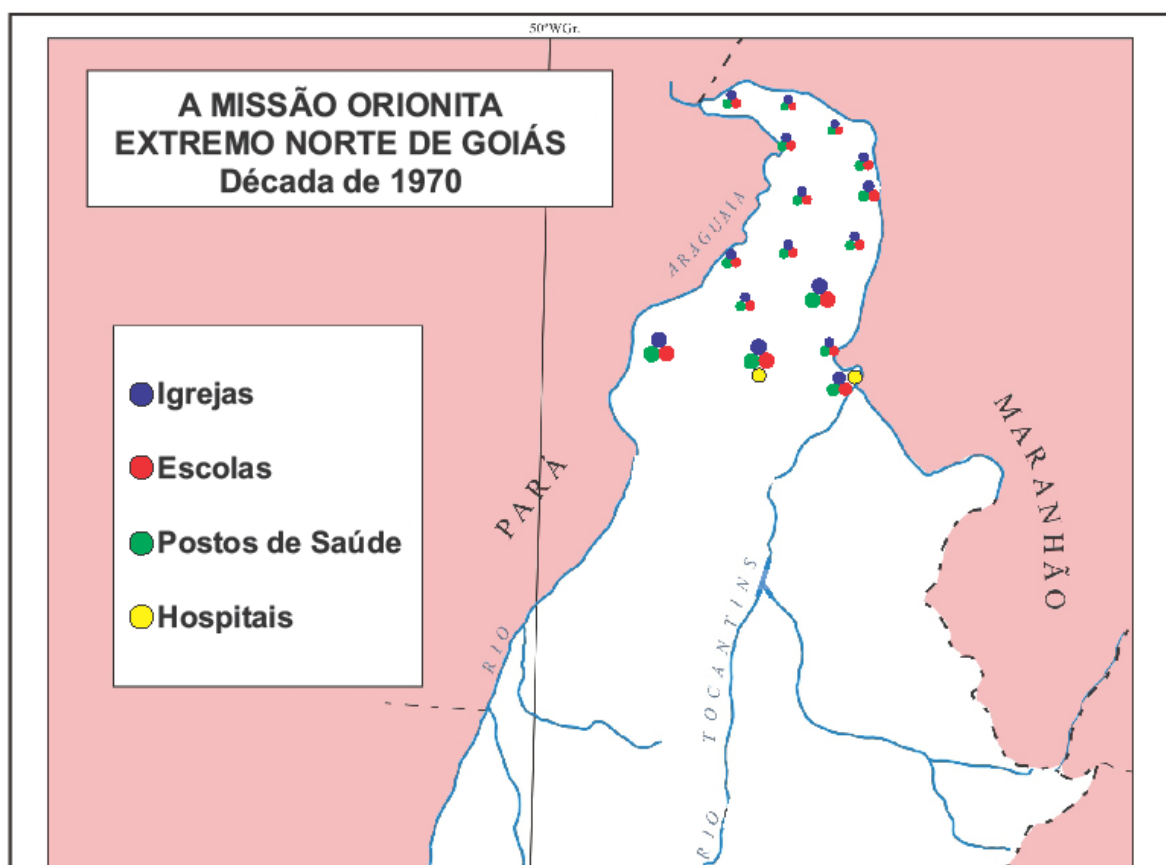 50°WGr.
A MISSÃO ORIONITA
EXTREMO NORTE DE GOIÁS
Década de 1970
ARAGUAIA
Igrejas
Escolas
Postos de Saúde
Hospitais
PARÁ
MARANHÃO
RIO
RIO TOCANTINS